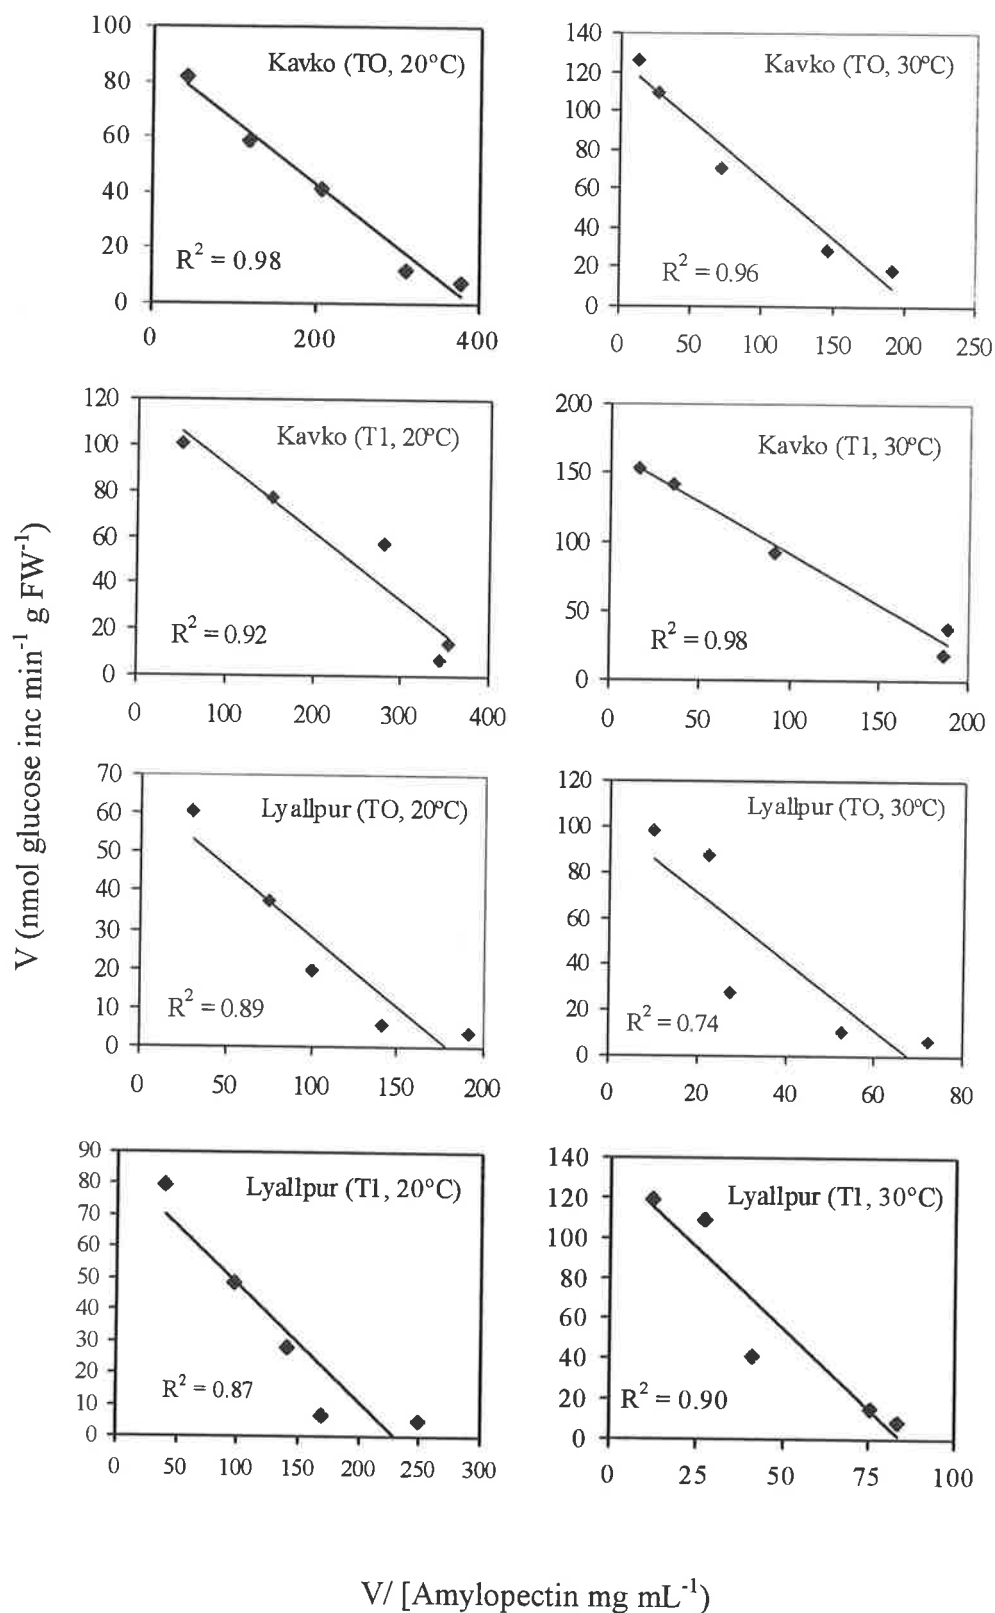 Kavko (TO, 20°C)
100
80
60
40
20
0
R² = 0.98
0 200 400
Kavko (TO, 30ºC)
140
120
100
80
60
40
20
0
R² = 0.96
0 50 100 150 200 250
Kavko (T1, 20ºC)
120
100
80
60
40
20
0
R² = 0.92
0 100 200 300 400
Kavko (T1, 30ºC)
200
150
100
50
0
R² = 0.98
0 50 100 150 200
V (nmol glucose inc min⁻¹ g FW⁻¹)
Lyallpur (TO, 20°C)
70
60
50
40
30
20
10
0
R² = 0.89
0 50 100 150 200
Lyallpur (TO, 30ºC)
120
100
80
60
40
20
0
R² = 0.74
0 20 40 60 80
Lyallpur (T1, 20°C)
90
80
70
60
50
40
30
20
10
0
R² = 0.87
0 50 100 150 200 250 300
Lyallpur (T1, 30°C)
140
120
100
80
60
40
20
0
R² = 0.90
0 25 50 75 100
V/ [Amylopectin mg mL⁻¹)